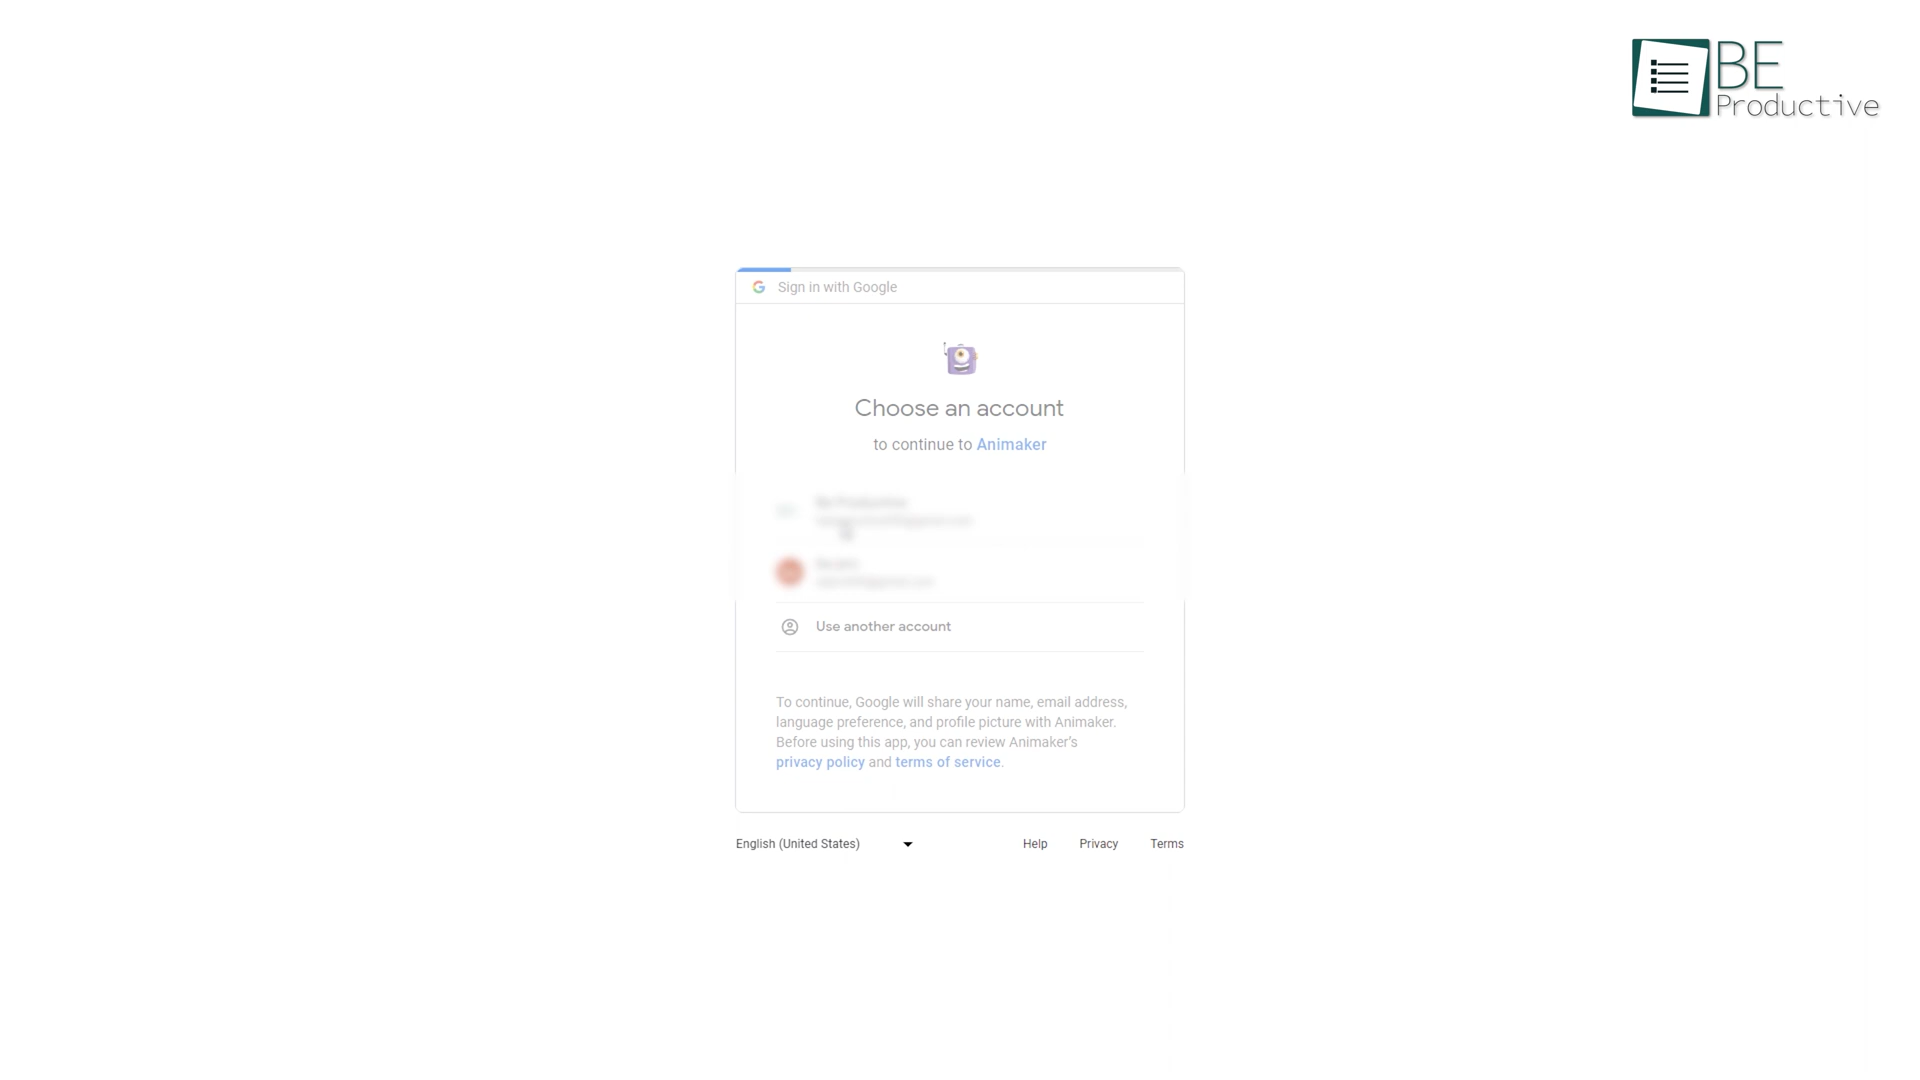 BE
Productive
Sign in with Google
Choose an account
to continue to Animaker
Use another account
To continue, Google will share your name, email address,
language preference, and profile picture with Animaker.
Before using this app, you can review Animaker's
privacy policy and terms of service.
English (United States)
Help Privacy Terms